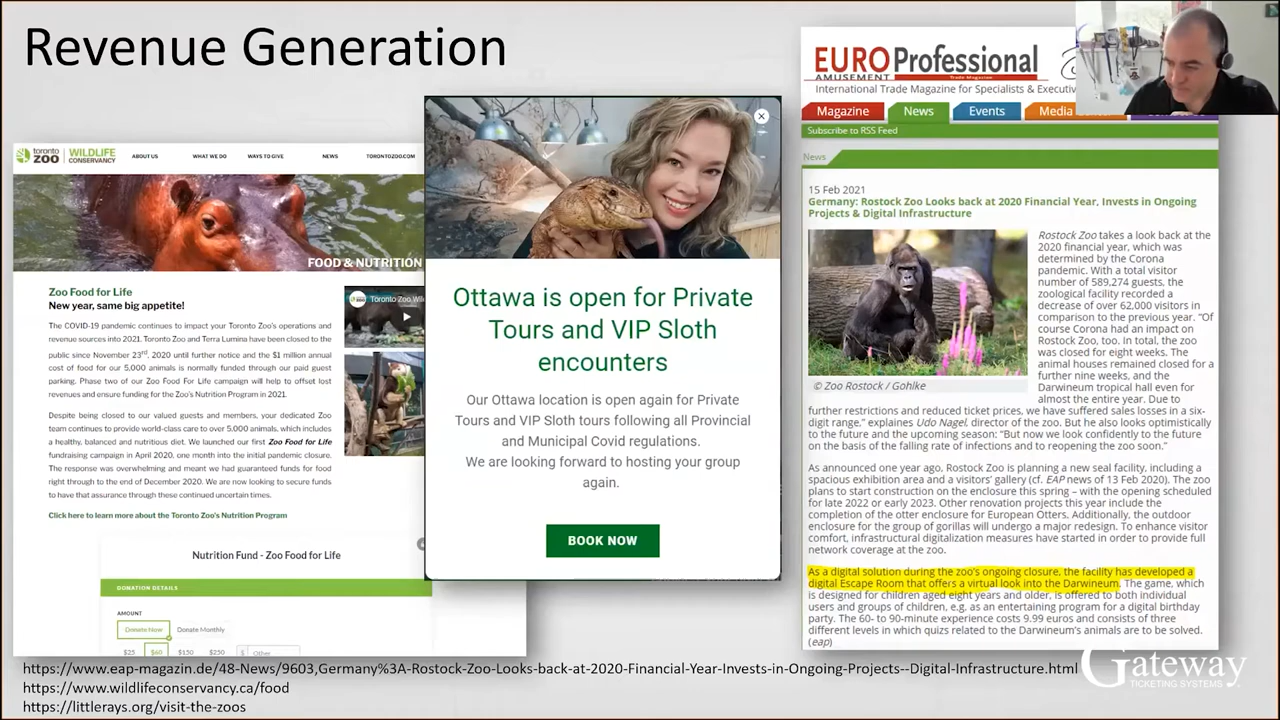 Revenue Generation
toronto ZOO WILDLIFE CONSERVANCY
ABOUT US WHAT WE DO WAYS TO GIVE NEWS TORONTOZOO.COM
FOOD & NUTRITION
Zoo Food for Life
New year, same big appetite!
The COVID-19 pandemic continues to impact your Toronto Zoo's operations and
revenue sources into 2021. Toronto Zoo and Terra Lumina have been closed to the
public since November 23rd, 2020 until further notice and the $1 million annual
cost of food for our 5,000 animals is normally funded through our paid guest
parking. Phase two of our Zoo Food For Life campaign will help to offset lost
revenues and ensure funding for the Zoo's Nutrition Program in 2021.
Despite being closed to our valued guests and members, your dedicated Zoo
team continues to provide world-class care to over 5,000 animals, which includes
a healthy, balanced and nutritious diet. We launched our first Zoo Food for Life
fundraising campaign in April 2020, one month into the initial pandemic closure.
The response was overwhelming and meant we had guaranteed funds for food
right through to the end of December 2020. We are now looking to secure funds
to have that assurance through these continued uncertain times.
Click here to learn more about the Toronto Zoo's Nutrition Program
Toronto Zoo Wil
Nutrition Fund - Zoo Food for Life
DONATION DETAILS
AMOUNT
Donate Now Donate Monthly
$25 $60 $150 $250 $ Other
Ottawa is open for Private
Tours and VIP Sloth
encounters
Our Ottawa location is open again for Private
Tours and VIP Sloth tours following all Provincial
and Municipal Covid regulations.
We are looking forward to hosting your group
again.
BOOK NOW
EURO Professional
AMUSEMENT Trade Magazine
International Trade Magazine for Specialists & Executiv
Magazine News Events Media
Subscribe to RSS Feed
News
15 Feb 2021
Germany: Rostock Zoo Looks back at 2020 Financial Year, Invests in Ongoing
Projects & Digital Infrastructure
© Zoo Rostock / Gohlke
Rostock Zoo takes a look back at the
2020 financial year, which was
determined by the Corona
pandemic. With a total visitor
number of 589,274 guests, the
zoological facility recorded a
decrease of over 62,000 visitors in
comparison to the previous year. "Of
course Corona had an impact on
Rostock Zoo, too. In total, the zoo
was closed for eight weeks. The
animal houses remained closed for a
further nine weeks, and the
Darwineum tropical hall even for
almost the entire year. Due to
further restrictions and reduced ticket prices, we have suffered sales losses in a six-
digit range," explains Udo Nagel, director of the zoo. But he also looks optimistically
to the future and the upcoming season: "But now we look confidently to the future
on the basis of the falling rate of infections and to reopening the zoo soon."
As announced one year ago, Rostock Zoo is planning a new seal facility, including a
spacious exhibition area and a visitors' gallery (cf. EAP news of 13 Feb 2020). The zoo
plans to start construction on the enclosure this spring – with the opening scheduled
for late 2022 or early 2023. Other renovation projects this year include the
completion of the otter enclosure for European Otters. Additionally, the outdoor
enclosure for the group of gorillas will undergo a major redesign. To enhance visitor
comfort, infrastructural digitalization measures have started in order to provide full
network coverage at the zoo.
As a digital solution during the zoo's ongoing closure, the facility has developed a
digital Escape Room that offers a virtual look into the Darwineum. The game, which
is designed for children aged eight years and older, is offered to both individual
users and groups of children, e.g. as an entertaining program for a digital birthday
party. The 60- to 90-minute experience costs 9.99 euros and consists of three
different levels in which quizs related to the Darwineum's animals are to be solved.
(eap)
https://www.eap-magazin.de/48-News/9603,Germany%3A-Rostock-Zoo-Looks-back-at-2020-Financial-Year-Invests-in-Ongoing-Projects--Digital-Infrastructure.html
https://www.wildlifeconservancy.ca/food
https://littlerays.org/visit-the-zoos
Gateway
TICKETING SYSTEMS